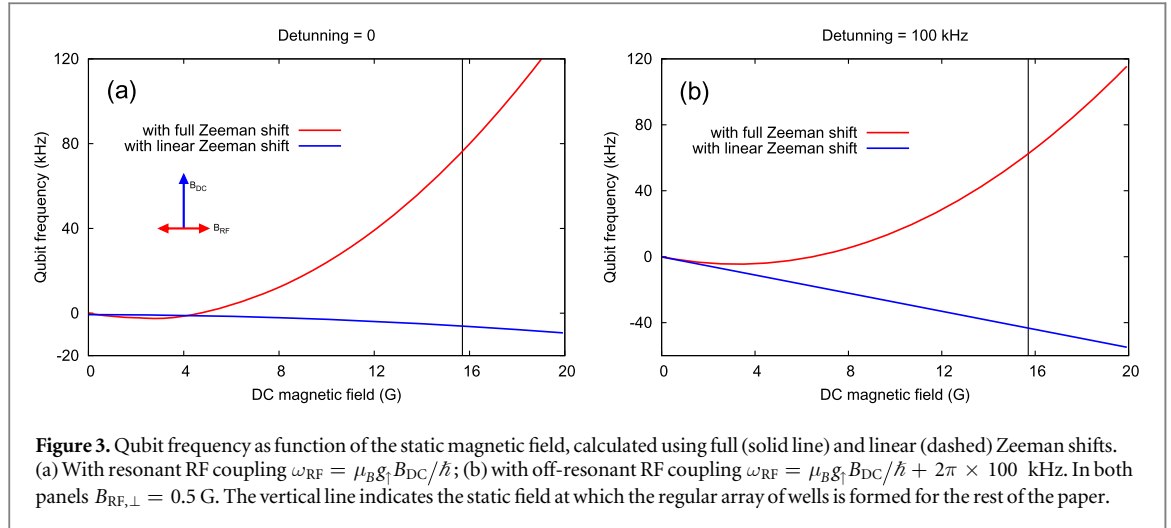 Detunning = 0
120
80
40
0
-20
0
4
8
12
16
20
Qubit frequency (kHz)
DC magnetic field (G)
(a)
with full Zeeman shift
with linear Zeeman shift
B_DC
B_RF
Detunning = 100 kHz
120
80
40
0
-40
0
4
8
12
16
20
Qubit frequency (kHz)
DC magnetic field (G)
(b)
with full Zeeman shift
with linear Zeeman shift
Figure 3. Qubit frequency as function of the static magnetic field, calculated using full (solid line) and linear (dashed) Zeeman shifts.
(a) With resonant RF coupling ω_RF = μ_B g_↑ B_DC/ℏ; (b) with off-resonant RF coupling ω_RF = μ_B g_↑ B_DC/ℏ + 2π × 100 kHz. In both
panels B_RF,⊥ = 0.5 G. The vertical line indicates the static field at which the regular array of wells is formed for the rest of the paper.